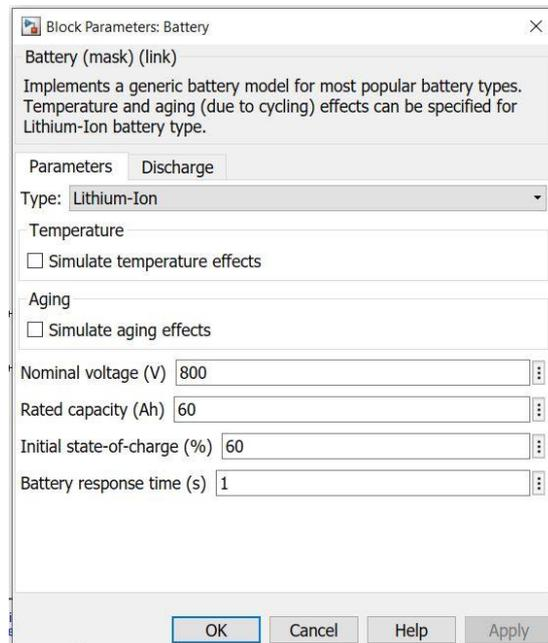 Block Parameters: Battery
Battery (mask) (link)
Implements a generic battery model for most popular battery types.
Temperature and aging (due to cycling) effects can be specified for
Lithium-Ion battery type.
Parameters Discharge
Type: Lithium-Ion
Temperature
Simulate temperature effects
Aging
Simulate aging effects
Nominal voltage (V) 800
Rated capacity (Ah) 60
Initial state-of-charge (%) 60
Battery response time (s) 1
OK Cancel Help Apply